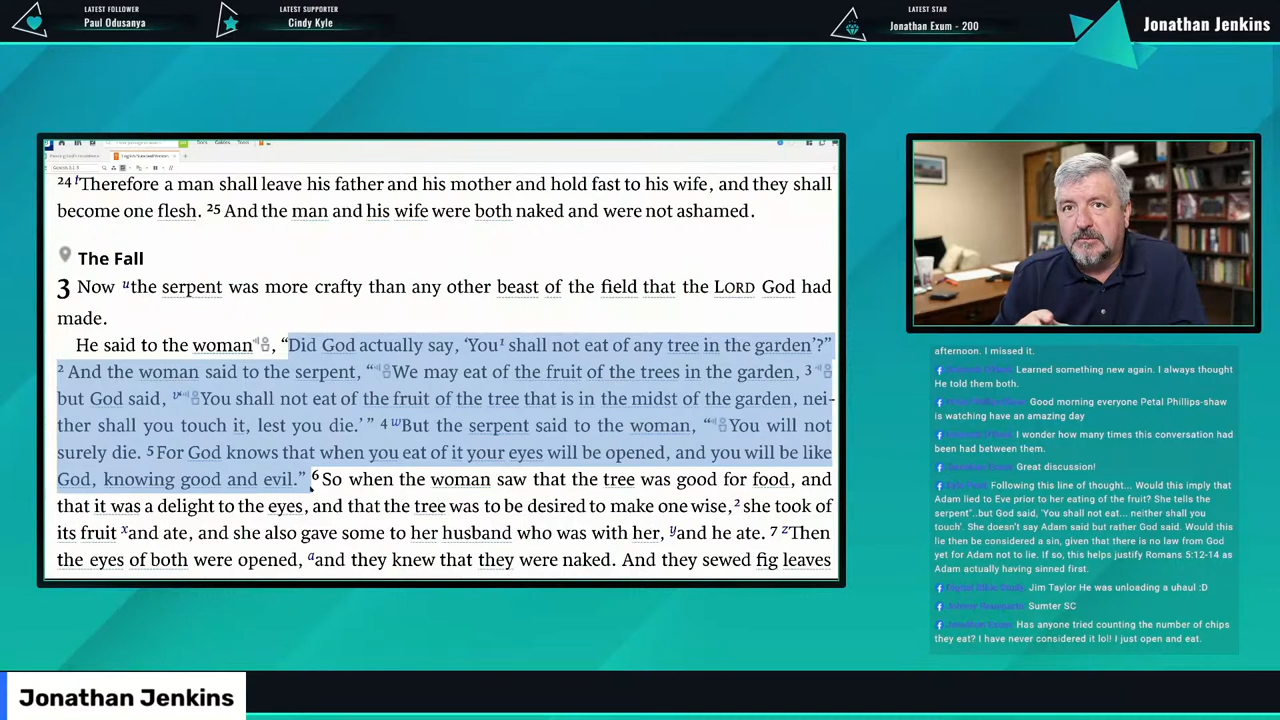 LATEST FOLLOWER
Paul Odusanya
LATEST SUPPORTER
Cindy Kyle
LATEST STAR
Jonathan Exum - 200
Jonathan Jenkins
24 tTherefore a man shall leave his father and his mother and hold fast to his wife, and they shall
become one flesh. 25 And the man and his wife were both naked and were not ashamed.
The Fall
3 Now uthe serpent was more crafty than any other beast of the field that the LORD God had
made.
He said to the woman, “Did God actually say, ‘You1 shall not eat of any tree in the garden’?”
2 And the woman said to the serpent, “We may eat of the fruit of the trees in the garden, 3
but God said, v‘You shall not eat of the fruit of the tree that is in the midst of the garden, nei-
ther shall you touch it, lest you die.’” 4 wBut the serpent said to the woman, “You will not
surely die. 5 For God knows that when you eat of it your eyes will be opened, and you will be like
God, knowing good and evil.” 6 So when the woman saw that the tree was good for food, and
that it was a delight to the eyes, and that the tree was to be desired to make one wise,2 she took of
its fruit xand ate, and she also gave some to her husband who was with her, yand he ate. 7 zThen
the eyes of both were opened, aand they knew that they were naked. And they sewed fig leaves
afternoon. I missed it.
Learned something new again. I always thought
He told them both.
Good morning everyone Petal Phillips-shaw
is watching have an amazing day
I wonder how many times this conversation had
been had between them.
Great discussion!
Following this line of thought... Would this imply that
Adam lied to Eve prior to her eating of the fruit? She tells the
serpent"..but God said, 'You shall not eat... neither shall you
touch'. She doesn't say Adam said but rather God said. Would this
lie then be considered a sin, given that there is no law from God
yet for Adam not to lie. If so, this helps justify Romans 5:12-14 as
Adam actually having sinned first.
Jim Taylor He was unloading a uhaul :D
Sumter SC
Jonathan Exum: Has anyone tried counting the number of chips
they eat? I have never considered it lol! I just open and eat.
Jonathan Jenkins